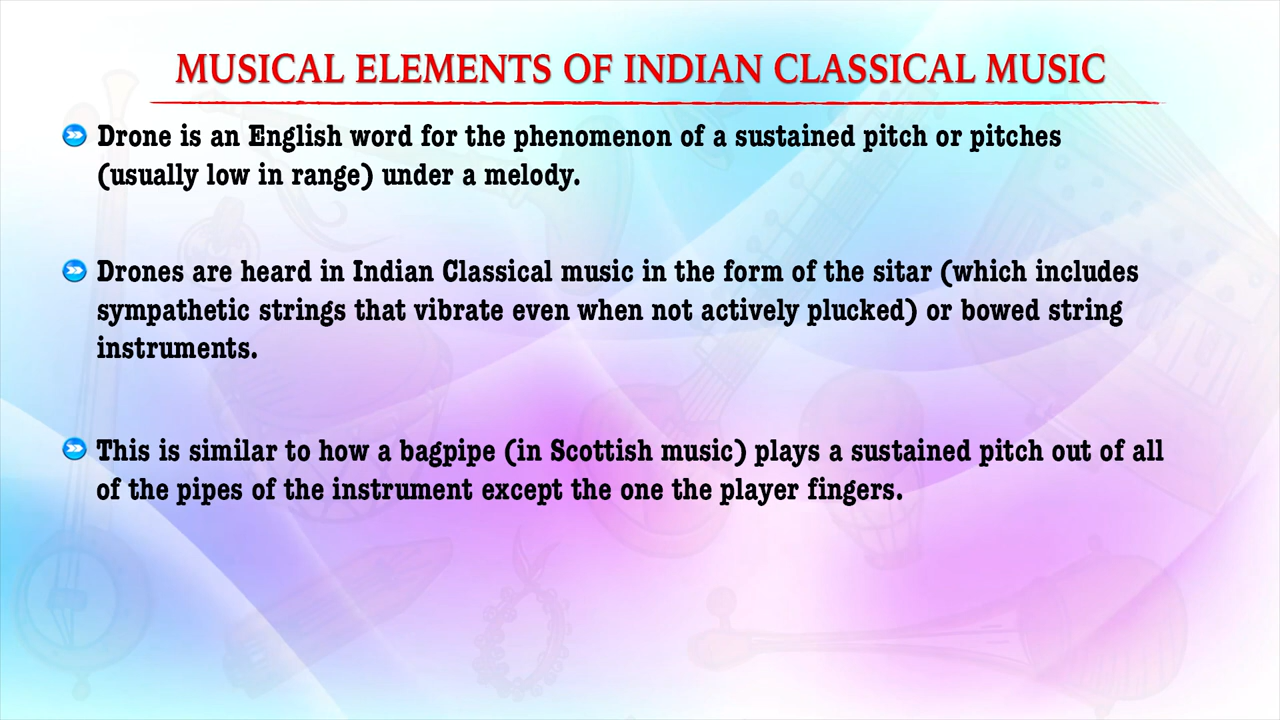 MUSICAL ELEMENTS OF INDIAN CLASSICAL MUSIC
Drone is an English word for the phenomenon of a sustained pitch or pitches
(usually low in range) under a melody.
Drones are heard in Indian Classical music in the form of the sitar (which includes
sympathetic strings that vibrate even when not actively plucked) or bowed string
instruments.
This is similar to how a bagpipe (in Scottish music) plays a sustained pitch out of all
of the pipes of the instrument except the one the player fingers.